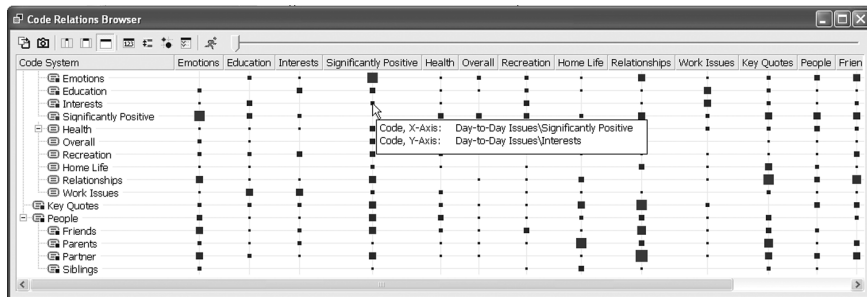 Code Relations Browser
Code System Emotions Education Interests Significantly Positive Health Overall Recreation Home Life Relationships Work Issues Key Quotes People Frien
Emotions
Education
Interests
Significantly Positive
Code, X-Axis: Day-to-Day Issues\Significantly Positive
Health
Code, Y-Axis: Day-to-Day Issues\Interests
Overall
Recreation
Home Life
Relationships
Work Issues
Key Quotes
People
Friends
Parents
Partner
Siblings